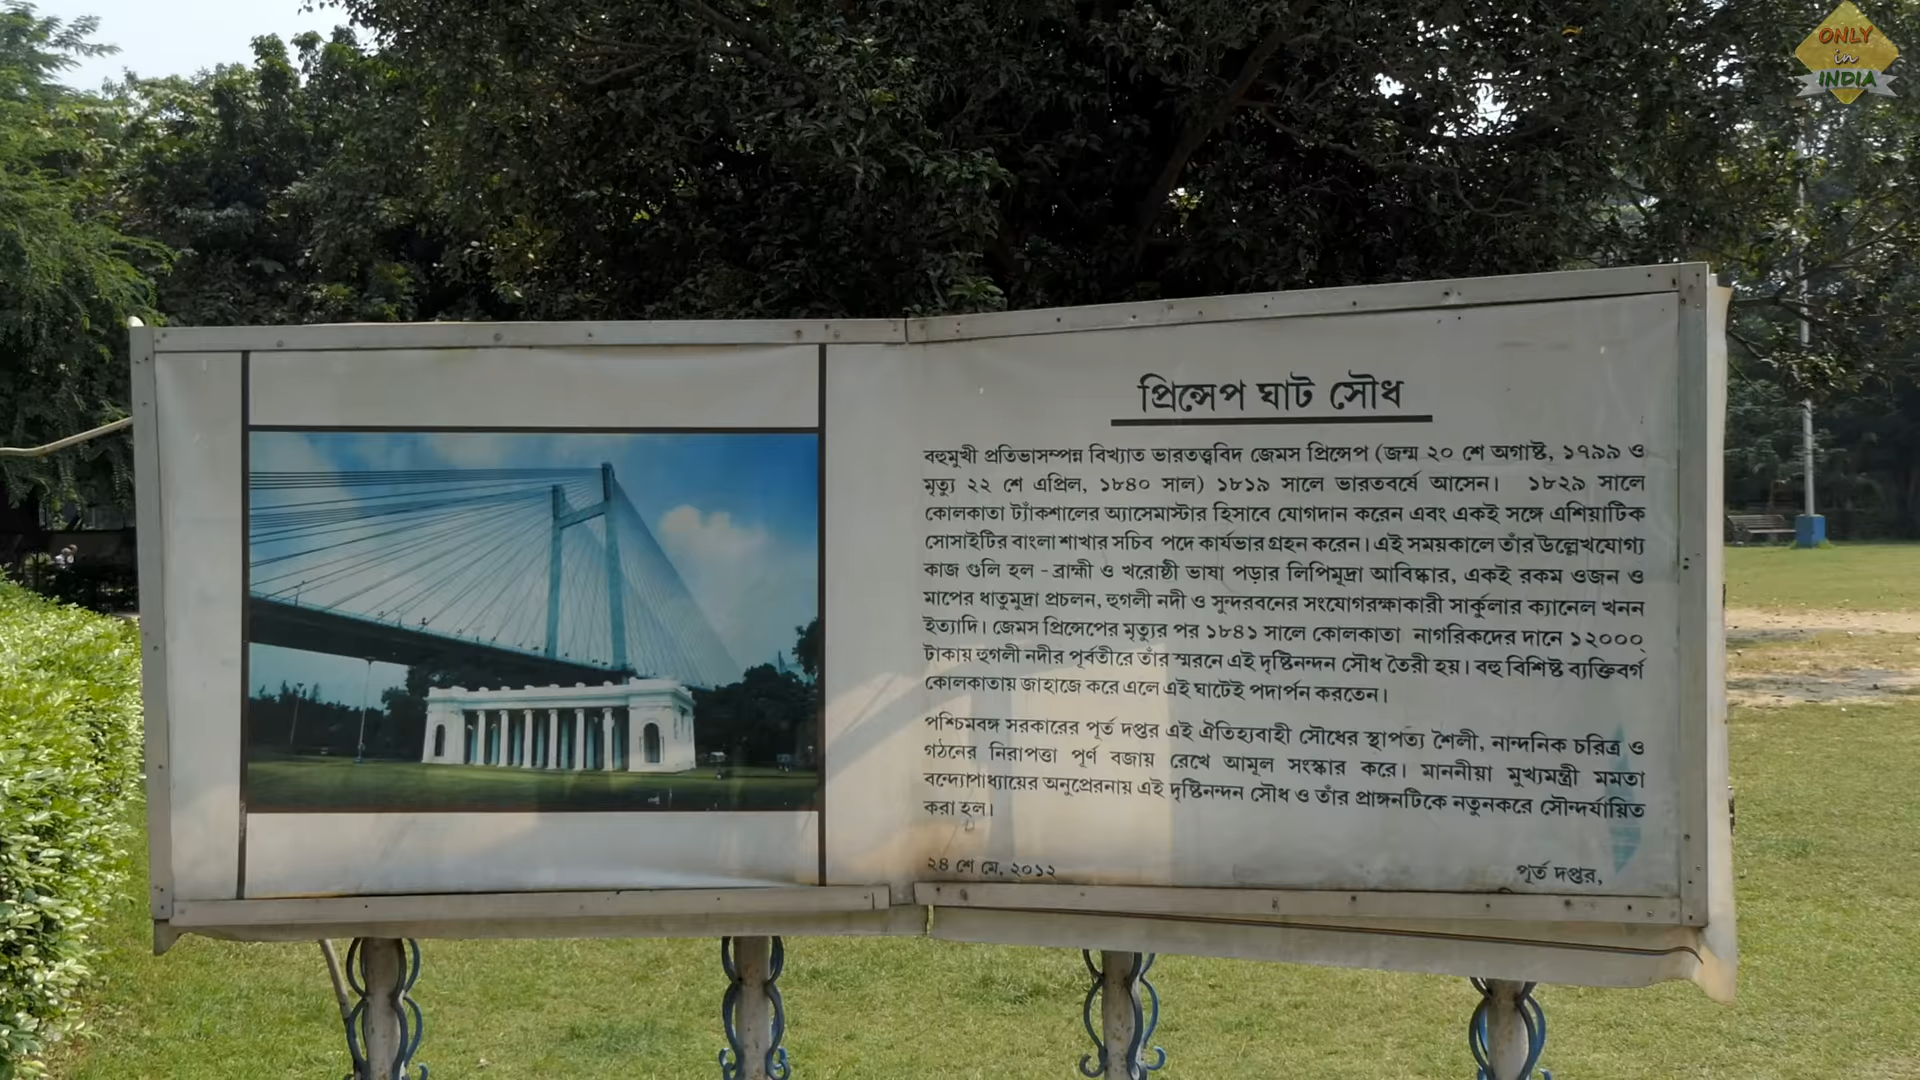 ONLY
in
INDIA
প্রিন্সেপ ঘাট সৌধ
বহুমুখী প্রতিভাসম্পন্ন বিখ্যাত ভারতত্ত্ববিদ জেমস প্রিন্সেপ (জন্ম ২০ শে অগাষ্ট, ১৭৯৯ ও
মৃত্যু ২২ শে এপ্রিল, ১৮৪০ সাল) ১৮১৯ সালে ভারতবর্ষে আসেন। ১৮২৯ সালে
কোলকাতা ট্যাঁকশালের অ্যাসেমাস্টার হিসাবে যোগদান করেন এবং একই সঙ্গে এশিয়াটিক
সোসাইটির বাংলা শাখার সচিব পদে কার্যভার গ্রহন করেন। এই সময়কালে তাঁর উল্লেখযোগ্য
কাজ গুলি হল - ব্রাহ্মী ও খরোষ্ঠী ভাষা পড়ার লিপিমুদ্রা আবিষ্কার, একই রকম ওজন ও
মাপের ধাতুমুদ্রা প্রচলন, হুগলী নদী ও সুন্দরবনের সংযোগরক্ষাকারী সার্কুলার ক্যানেল খনন
ইত্যাদি। জেমস প্রিন্সেপের মৃত্যুর পর ১৮৪১ সালে কোলকাতা নাগরিকদের দানে ১২০০০
টাকায় হুগলী নদীর পূর্বতীরে তাঁর স্মরনে এই দৃষ্টিনন্দন সৌধ তৈরী হয়। বহু বিশিষ্ট ব্যক্তিবর্গ
কোলকাতায় জাহাজে করে এলে এই ঘাটেই পদার্পন করতেন।
পশ্চিমবঙ্গ সরকারের পূর্ত দপ্তর এই ঐতিহ্যবাহী সৌধের স্থাপত্য শৈলী, নান্দনিক চরিত্র ও
গঠনের নিরাপত্তা পূর্ণ বজায় রেখে আমূল সংস্কার করে। মাননীয়া মুখ্যমন্ত্রী মমতা
বন্দ্যোপাধ্যায়ের অনুপ্রেরনায় এই দৃষ্টিনন্দন সৌধ ও তাঁর প্রাঙ্গনটিকে নতুনকরে সৌন্দর্যায়িত
করা হল।
২৪ শে মে, ২০১২
পূর্ত দপ্তর,